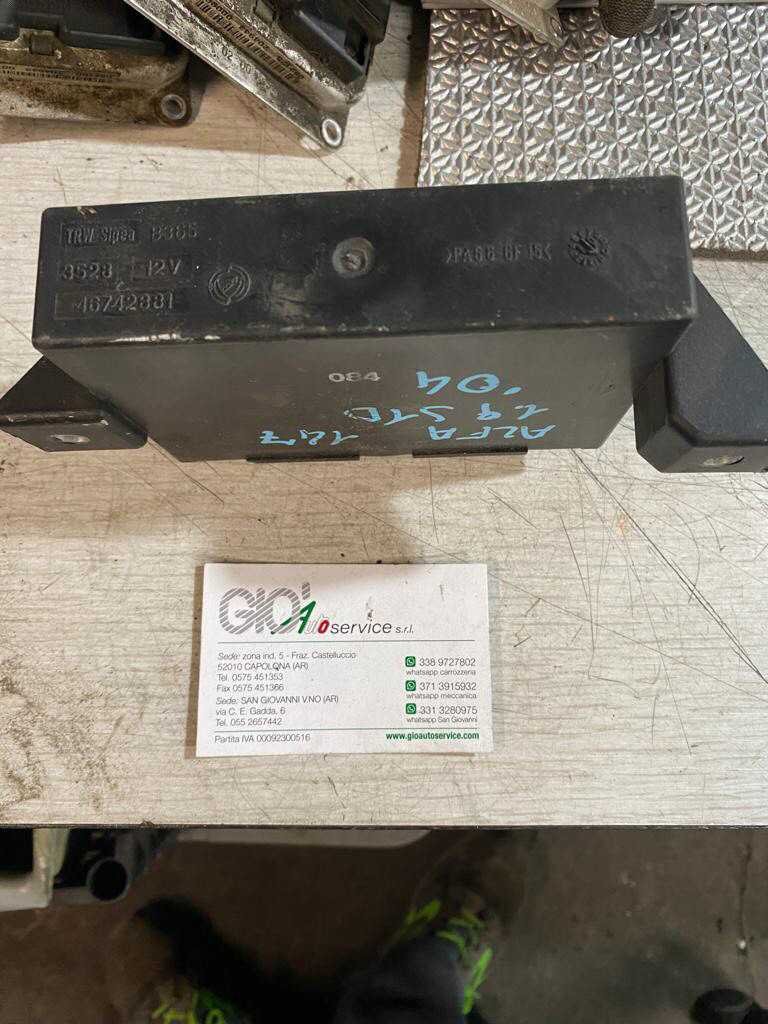 TRW-Sipea 8365
3528 12V
46742881
>PA66 GF15<
084
ALFA 147
1.9 JTD
'04
GIO' Autoservice s.r.l.
Sede: zona ind. 5 - Fraz. Castelluccio
52010 CAPOLONA (AR)
Tel. 0575 451353
Fax 0575 451366
Sede: SAN GIOVANNI V.NO (AR)
via C. E. Gadda, 6
Tel. 055 2657442
Partita IVA 00092300516
338 9727802
whatsapp carrozzeria
371 3915932
whatsapp meccanica
331 3280975
whatsapp San Giovanni
www.gioautoservice.com